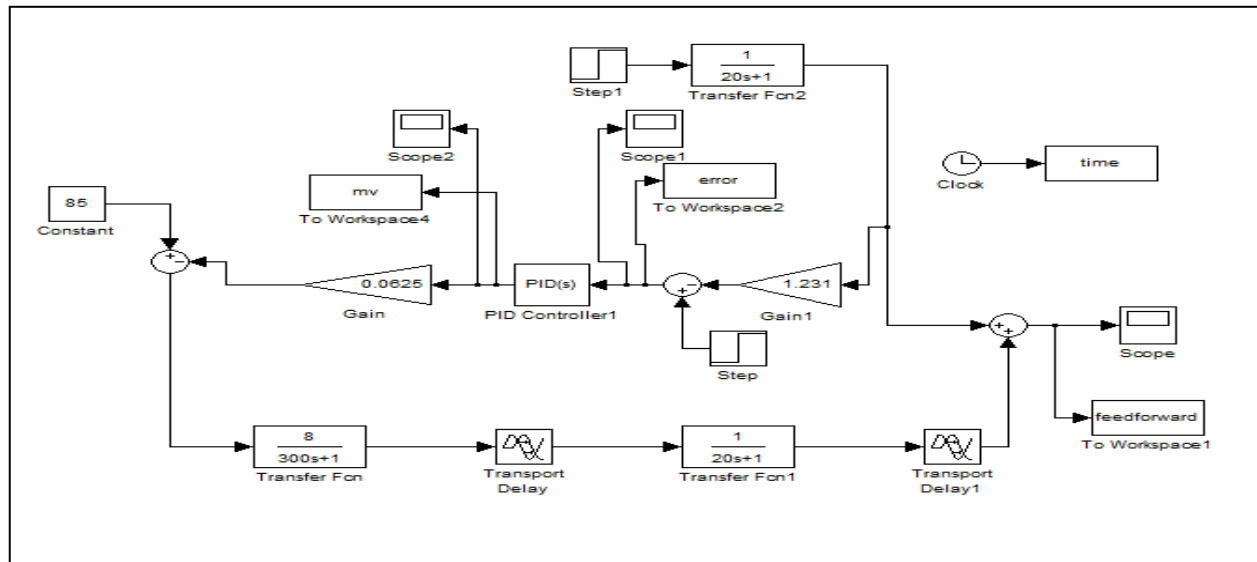 1
20s+1
Step1
Transfer Fcn2
Scope2
Scope1
time
Clock
mv
To Workspace4
error
To Workspace2
85
Constant
+
-
0.0625
Gain
PID(s)
PID Controller1
-
+
1.231
Gain1
Step
+
+
Scope
feedforward
To Workspace1
8
300s+1
Transfer Fcn
Transport
Delay
1
20s+1
Transfer Fcn1
Transport
Delay1